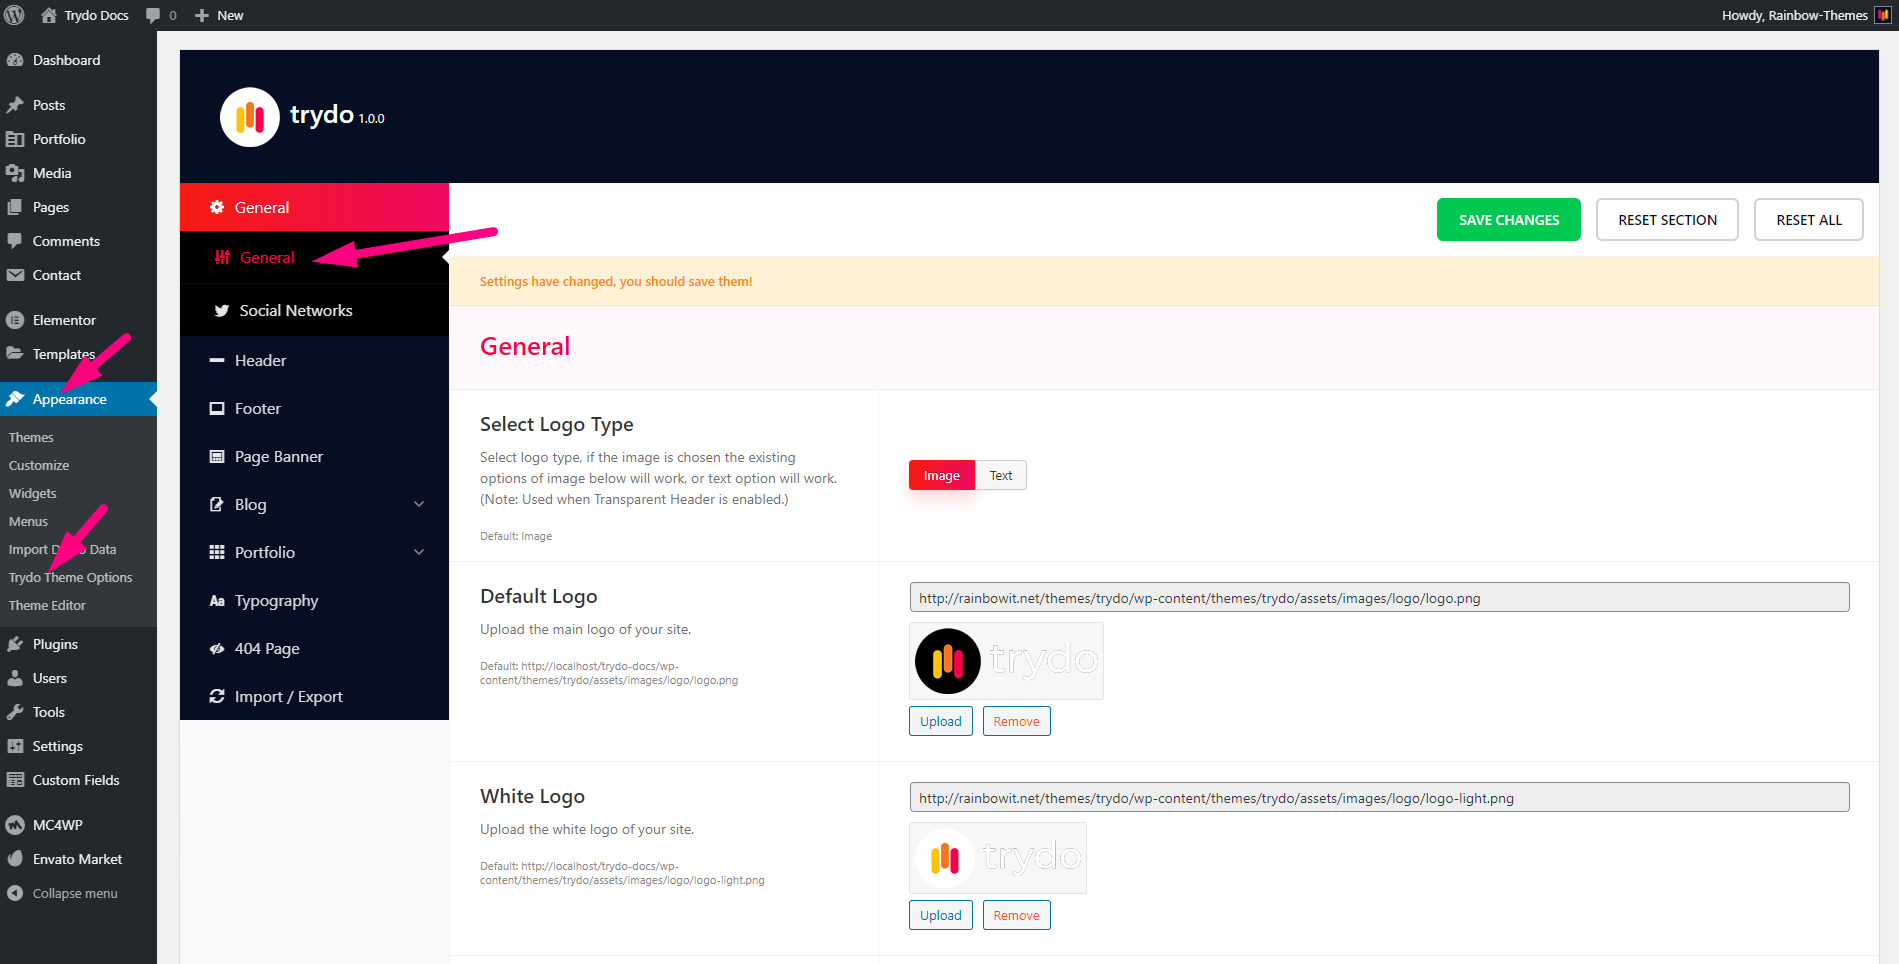 Trydo Docs
0
New
Howdy, Rainbow-Themes
Dashboard
Posts
Portfolio
Media
Pages
Comments
Contact
Elementor
Templates
Appearance
Themes
Customize
Widgets
Menus
Import D o Data
Trydo Theme Options
Theme Editor
Plugins
Users
Tools
Settings
Custom Fields
MC4WP
Envato Market
Collapse menu
trydo 1.0.0
General
General
Social Networks
Header
Footer
Page Banner
Blog
Portfolio
Aa Typography
404 Page
Import / Export
SAVE CHANGES
RESET SECTION
RESET ALL
Settings have changed, you should save them!
General
Select Logo Type
Select logo type, if the image is chosen the existing
options of image below will work, or text option will work.
(Note: Used when Transparent Header is enabled.)
Default: Image
Image
Text
Default Logo
Upload the main logo of your site.
Default: http://localhost/trydo-docs/wp-
content/themes/trydo/assets/images/logo/logo.png
http://rainbowit.net/themes/trydo/wp-content/themes/trydo/assets/images/logo/logo.png
trydo
Upload
Remove
White Logo
Upload the white logo of your site.
Default: http://localhost/trydo-docs/wp-
content/themes/trydo/assets/images/logo/logo-light.png
http://rainbowit.net/themes/trydo/wp-content/themes/trydo/assets/images/logo/logo-light.png
trydo
Upload
Remove